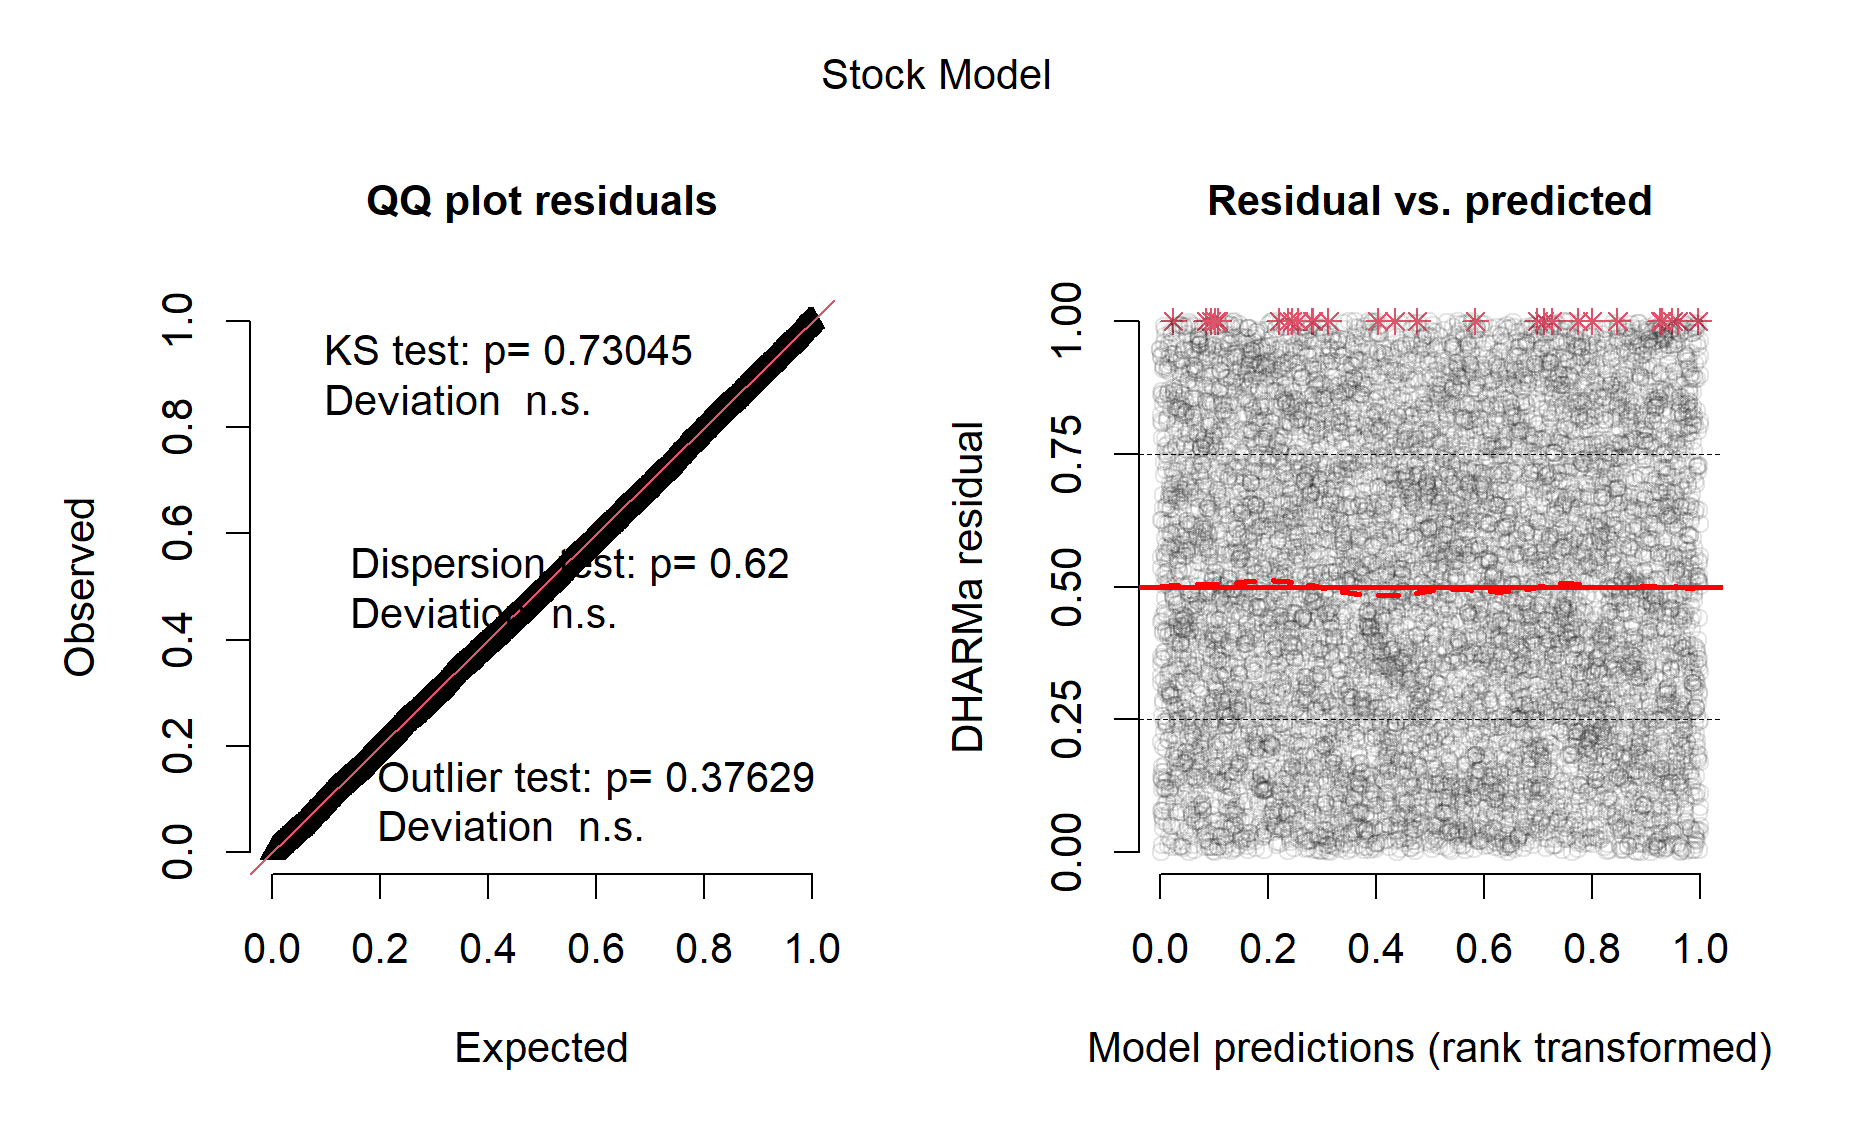 Stock Model
QQ plot residuals
KS test: p= 0.73045
Deviation  n.s.
Dispersion test: p= 0.62
Deviation  n.s.
Outlier test: p= 0.37629
Deviation  n.s.
Observed
1.0
0.8
0.6
0.4
0.2
0.0
0.0 0.2 0.4 0.6 0.8 1.0
Expected
Residual vs. predicted
DHARMa residual
1.00
0.75
0.50
0.25
0.00
0.0 0.2 0.4 0.6 0.8 1.0
Model predictions (rank transformed)